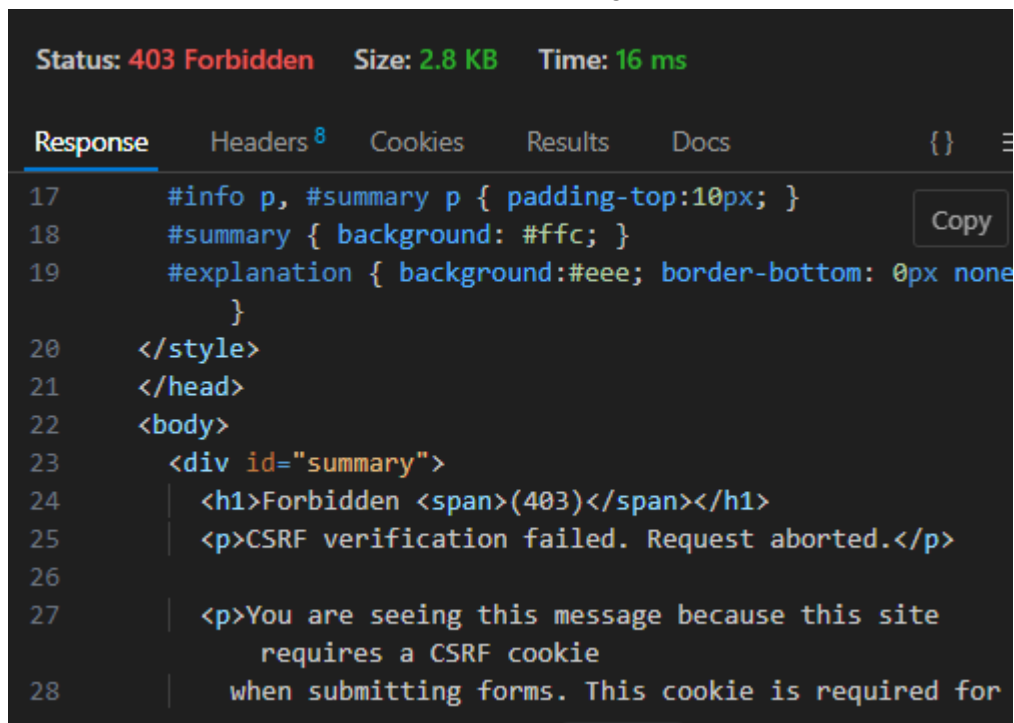 Status: 403 Forbidden Size: 2.8 KB Time: 16 ms
Response Headers 8 Cookies Results Docs {}
Copy
17 #info p, #summary p { padding-top:10px; }
18 #summary { background: #ffc; }
19 #explanation { background:#eee; border-bottom: 0px none
}
20 </style>
21 </head>
22 <body>
23 <div id="summary">
24 <h1>Forbidden <span>(403)</span></h1>
25 <p>CSRF verification failed. Request aborted.</p>
26
27 <p>You are seeing this message because this site
requires a CSRF cookie
28 when submitting forms. This cookie is required for